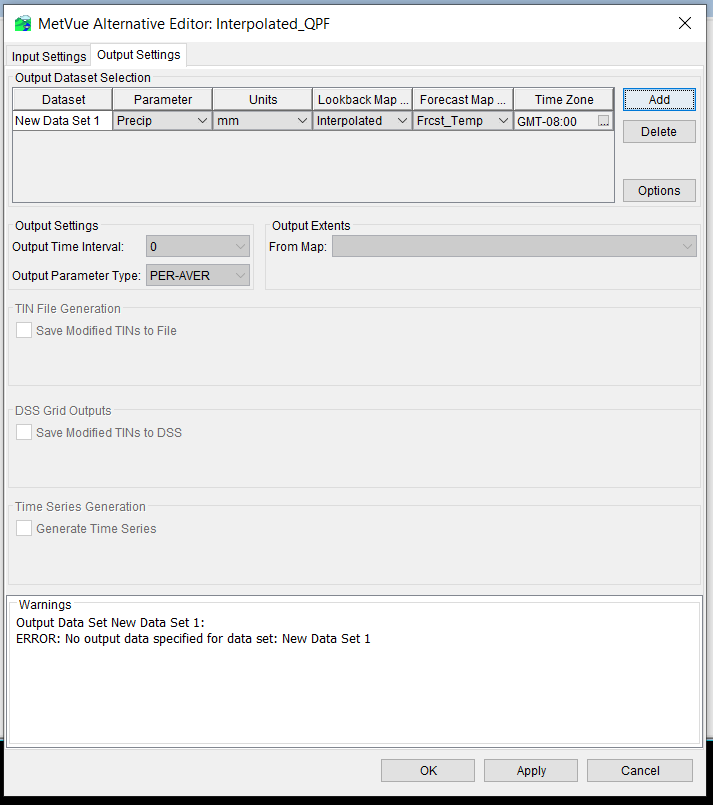 MetVue Alternative Editor: Interpolated_QPF
Input Settings Output Settings
Output Dataset Selection
Dataset Parameter Units Lookback Map ... Forecast Map ... Time Zone
New Data Set 1 Precip mm Interpolated Frcst_Temp GMT-08:00 ...
Add
Delete
Options
Output Settings
Output Time Interval: 0
Output Parameter Type: PER-AVER
Output Extents
From Map:
TIN File Generation
Save Modified TINs to File
DSS Grid Outputs
Save Modified TINs to DSS
Time Series Generation
Generate Time Series
Warnings
Output Data Set New Data Set 1:
ERROR: No output data specified for data set: New Data Set 1
OK Apply Cancel